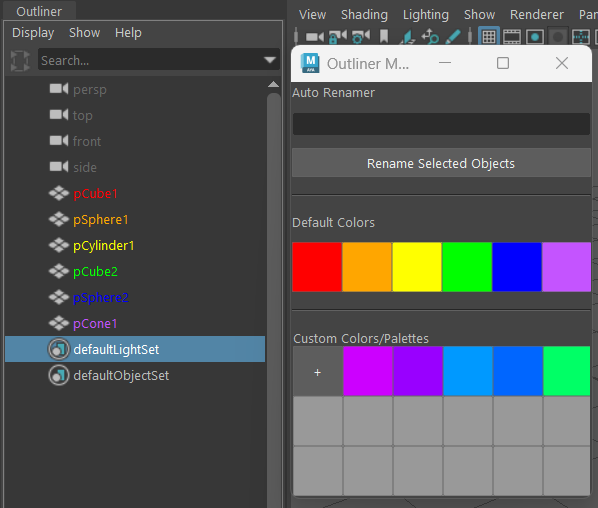 Outliner
Display Show Help
Search...
persp
top
front
side
pCube1
pSphere1
pCylinder1
pCube2
pSphere2
pCone1
defaultLightSet
defaultObjectSet
View Shading Lighting Show Renderer Pan
M
Outliner M...
Auto Renamer
Rename Selected Objects
Default Colors
Custom Colors/Palettes
+